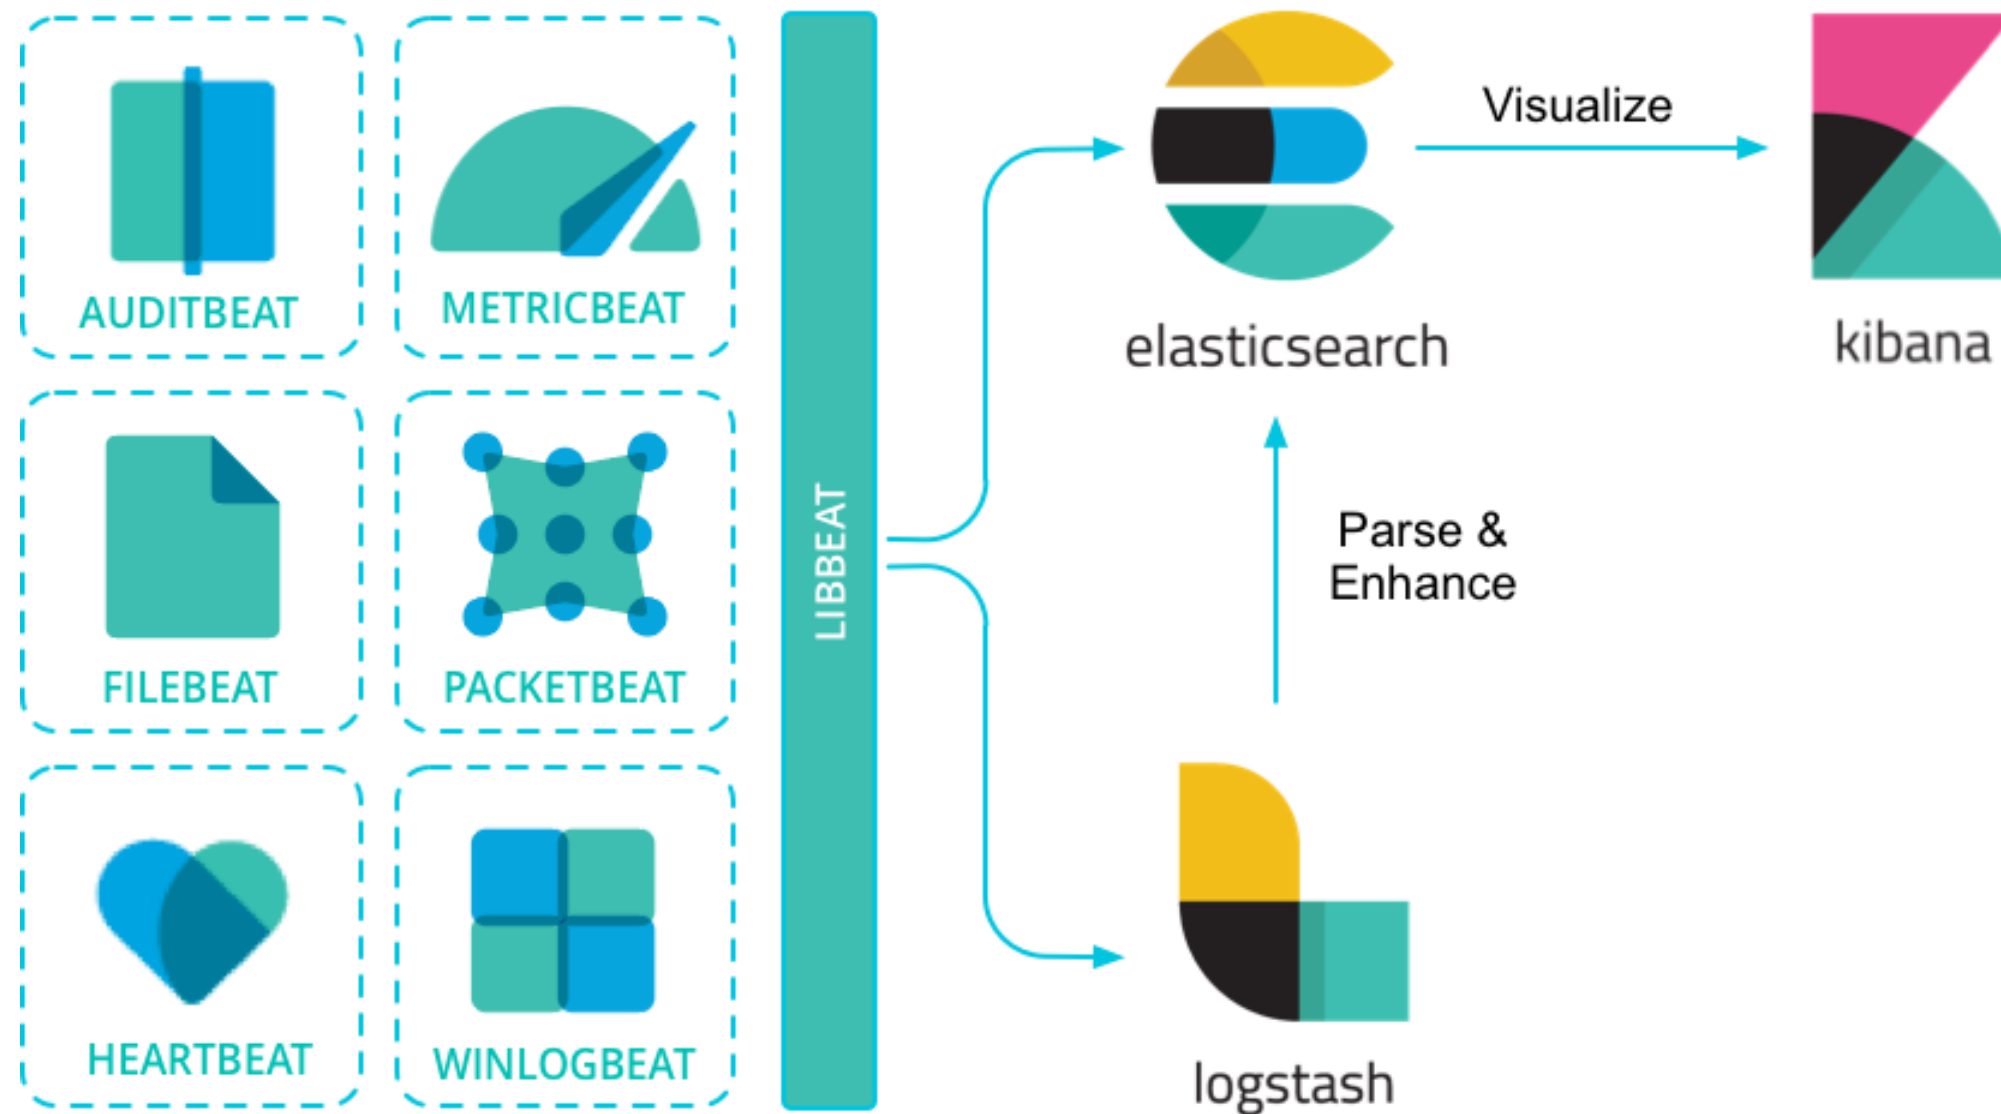 AUDITBEAT
METRICBEAT
FILEBEAT
PACKETBEAT
HEARTBEAT
WINLOGBEAT
LIBBEAT
elasticsearch
Visualize
kibana
Parse &
Enhance
logstash